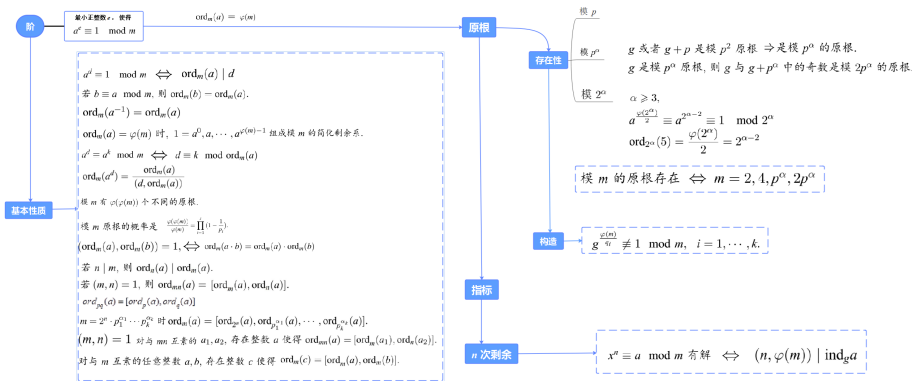 阶
最小正整数 e，使得
a^e ≡ 1 mod m
ord_m(a) = φ(m)
原根
基本性质
a^d = 1 mod m ⟺ ord_m(a) | d
若 b ≡ a mod m, 则 ord_m(b) = ord_m(a).
ord_m(a^{-1}) = ord_m(a)
ord_m(a) = φ(m) 时, 1 = a^0, a, ⋯, a^{φ(m)-1} 组成模 m 的简化剩余系.
a^d = a^k mod m ⟺ d ≡ k mod ord_m(a)
ord_m(a^d) = ord_m(a) / (d, ord_m(a))
模 m 有 φ(φ(m)) 个不同的原根.
模 m 原根的概率是 φ(φ(m)) / φ(m) = ∏_{i=1} (1 - 1/p_i).
(ord_m(a), ord_m(b)) = 1, ⟺ ord_m(a · b) = ord_m(a) · ord_m(b)
若 n | m, 则 ord_n(a) | ord_m(a).
若 (m, n) = 1, 则 ord_{mn}(a) = [ord_m(a), ord_n(a)].
ord_{pq}(a) = [ord_p(a), ord_q(a)]
m = 2^n · p_1^{α_1} ⋯ p_k^{α_k} 时 ord_m(a) = [ord_{2^n}(a), ord_{p_1^{α_1}}(a), ⋯, ord_{p_k^{α_k}}(a)].
(m, n) = 1 对与 mn 互素的 a_1, a_2, 存在整数 a 使得 ord_{mn}(a) = [ord_m(a_1), ord_n(a_2)].
对与 m 互素的任意整数 a, b, 存在整数 c 使得 ord_m(c) = [ord_m(a), ord_m(b)].
存在性
模 p
模 p^α
g 或者 g + p 是模 p^2 原根 ⇒ 是模 p^α 的原根.
g 是模 p^α 原根, 则 g 与 g + p^α 中的奇数是模 2p^α 的原根
模 2^α
α ⩾ 3,
a^{φ(2^α)/2} ≡ a^{2^{α-2}} ≡ 1 mod 2^α
ord_{2^α}(5) = φ(2^α)/2 = 2^{α-2}
模 m 的原根存在 ⟺ m = 2, 4, p^α, 2p^α
构造
g^{φ(m)/q_i} ≢ 1 mod m, i = 1, ⋯, k.
指标
n 次剩余
x^n ≡ a mod m 有解 ⟺ (n, φ(m)) | ind_g a